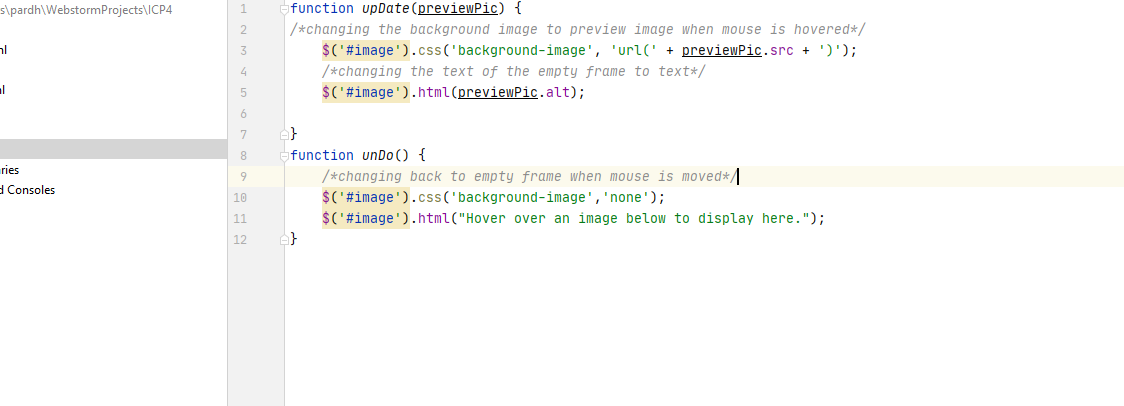 s\pardh\WebstormProjects\ICP4
ml
al
ries
d Consoles
1 function upDate(previewPic) {
2 /*changing the background image to preview image when mouse is hovered*/
3 $('#image').css('background-image', 'url(' + previewPic.src + ')');
4 /*changing the text of the empty frame to text*/
5 $('#image').html(previewPic.alt);
6
7 }
8 function unDo() {
9 /*changing back to empty frame when mouse is moved*/
10 $('#image').css('background-image','none');
11 $('#image').html("Hover over an image below to display here.");
12 }